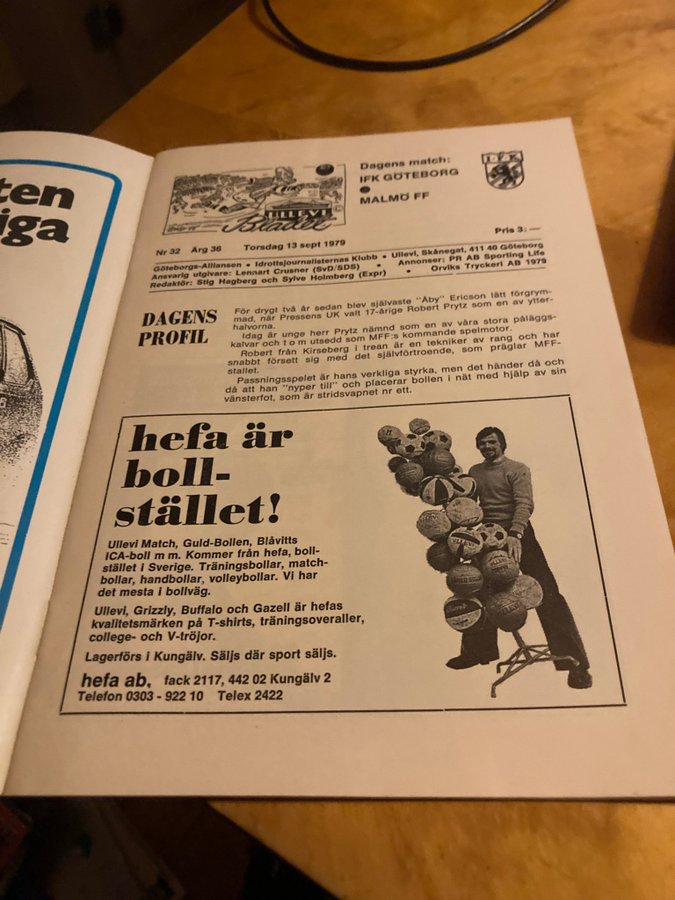 ten
iga
ULLEVI
Bladet
Dagens match:
IFK GÖTEBORG
MALMÖ FF
I.F.K
Nr 32 Årg 36 Torsdag 13 sept 1979
Pris 3:—
Göteborgs-Alliansen • Idrottsjournalisternas Klubb • Ullevi, Skånegat, 411 40 Göteborg
Ansvarig utgivare: Lennart Crusner (SvD/SDS) • Annonser: PR AB Sporting Life
Redaktör: Stig Hagberg och Sylve Holmberg (Expr) • Orviks Tryckeri AB 1979
DAGENS
PROFIL
För drygt två år sedan blev självaste "Åby" Ericson lätt förgrym-
mad, när Pressens UK valt 17-årige Robert Prytz som en av ytter-
halvorna.
Idag är unge herr Prytz nämnd som en av våra stora påläggs-
kalvar och t o m utsedd som MFF:s kommande spelmotor.
Robert från Kirseberg i trean är en tekniker av rang och har
snabbt försett sig med det självförtroende, som präglar MFF-
stallet.
Passningsspelet är hans verkliga styrka, men det händer då och
då att han "nyper till" och placerar bollen i nät med hjälp av sin
vänsterfot, som är stridsvapnet nr ett.
hefa är
boll-
stället!
Ullevi Match, Guld-Bollen, Blåvitts
ICA-boll m m. Kommer från hefa, boll-
stället i Sverige. Träningsbollar, match-
bollar, handbollar, volleybollar. Vi har
det mesta i bollväg.
Ullevi, Grizzly, Buffalo och Gazell är hefas
kvalitetsmärken på T-shirts, träningsoveraller,
college- och V-tröjor.
Lagerförs i Kungälv. Säljs där sport säljs.
hefa ab, fack 2117, 442 02 Kungälv 2
Telefon 0303 - 922 10 Telex 2422